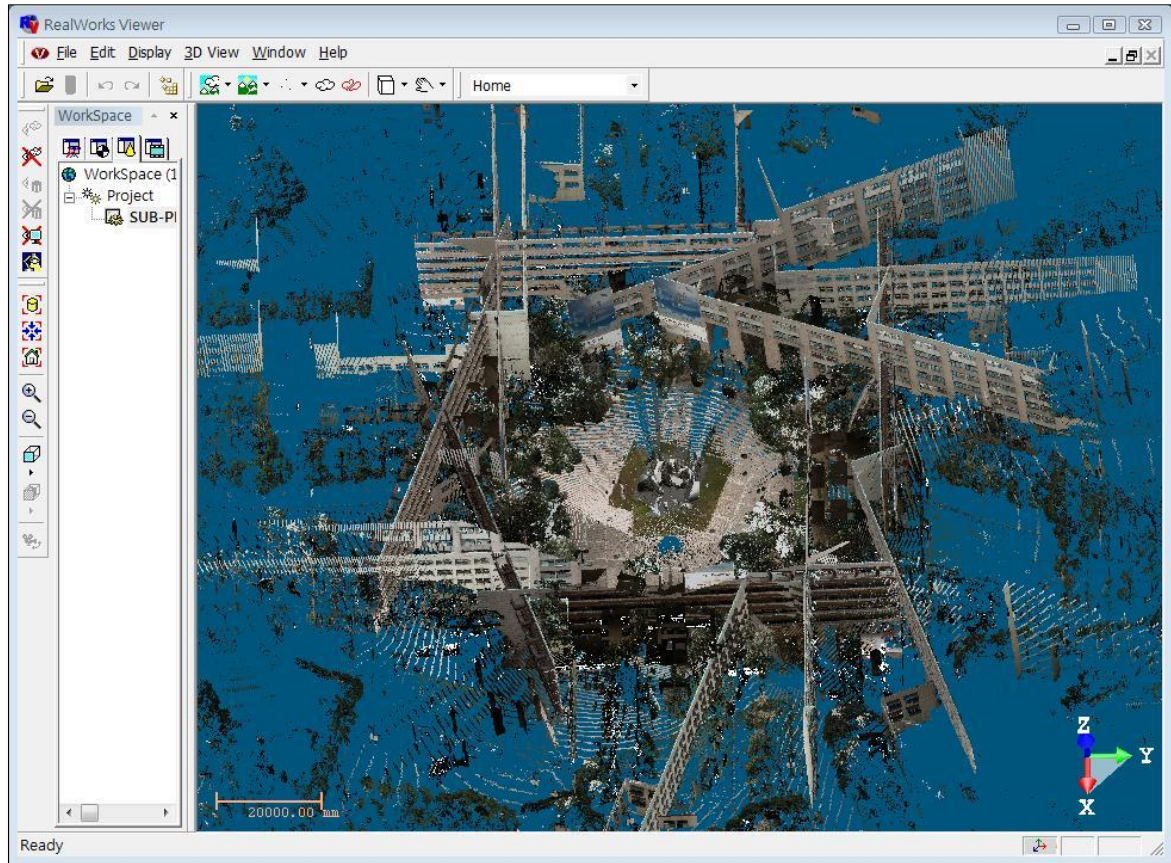 RealWorks Viewer
File Edit Display 3D View Window Help
Home
WorkSpace
WorkSpace (1
Project
SUB-PI
20000.00 mm
Z
Y
X
Ready